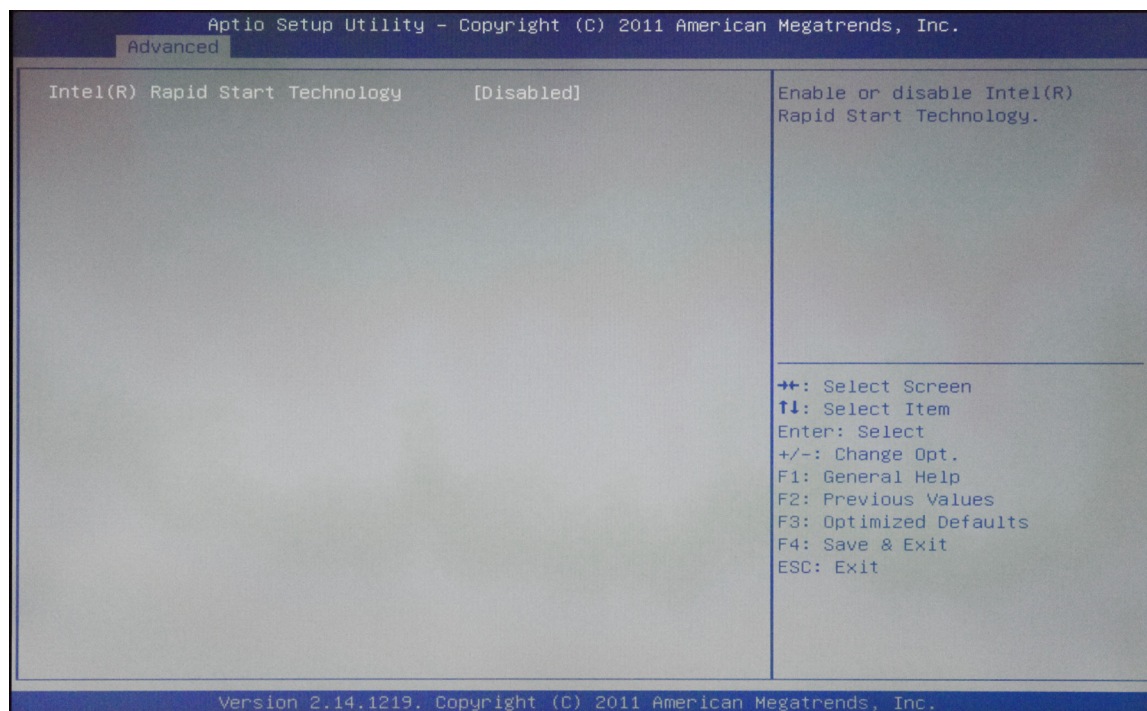 Aptio Setup Utility – Copyright (C) 2011 American Megatrends, Inc.
Advanced
Intel(R) Rapid Start Technology [Disabled]
Enable or disable Intel(R)
Rapid Start Technology.
→←: Select Screen
↑↓: Select Item
Enter: Select
+/-: Change Opt.
F1: General Help
F2: Previous Values
F3: Optimized Defaults
F4: Save & Exit
ESC: Exit
Version 2.14.1219. Copyright (C) 2011 American Megatrends, Inc.